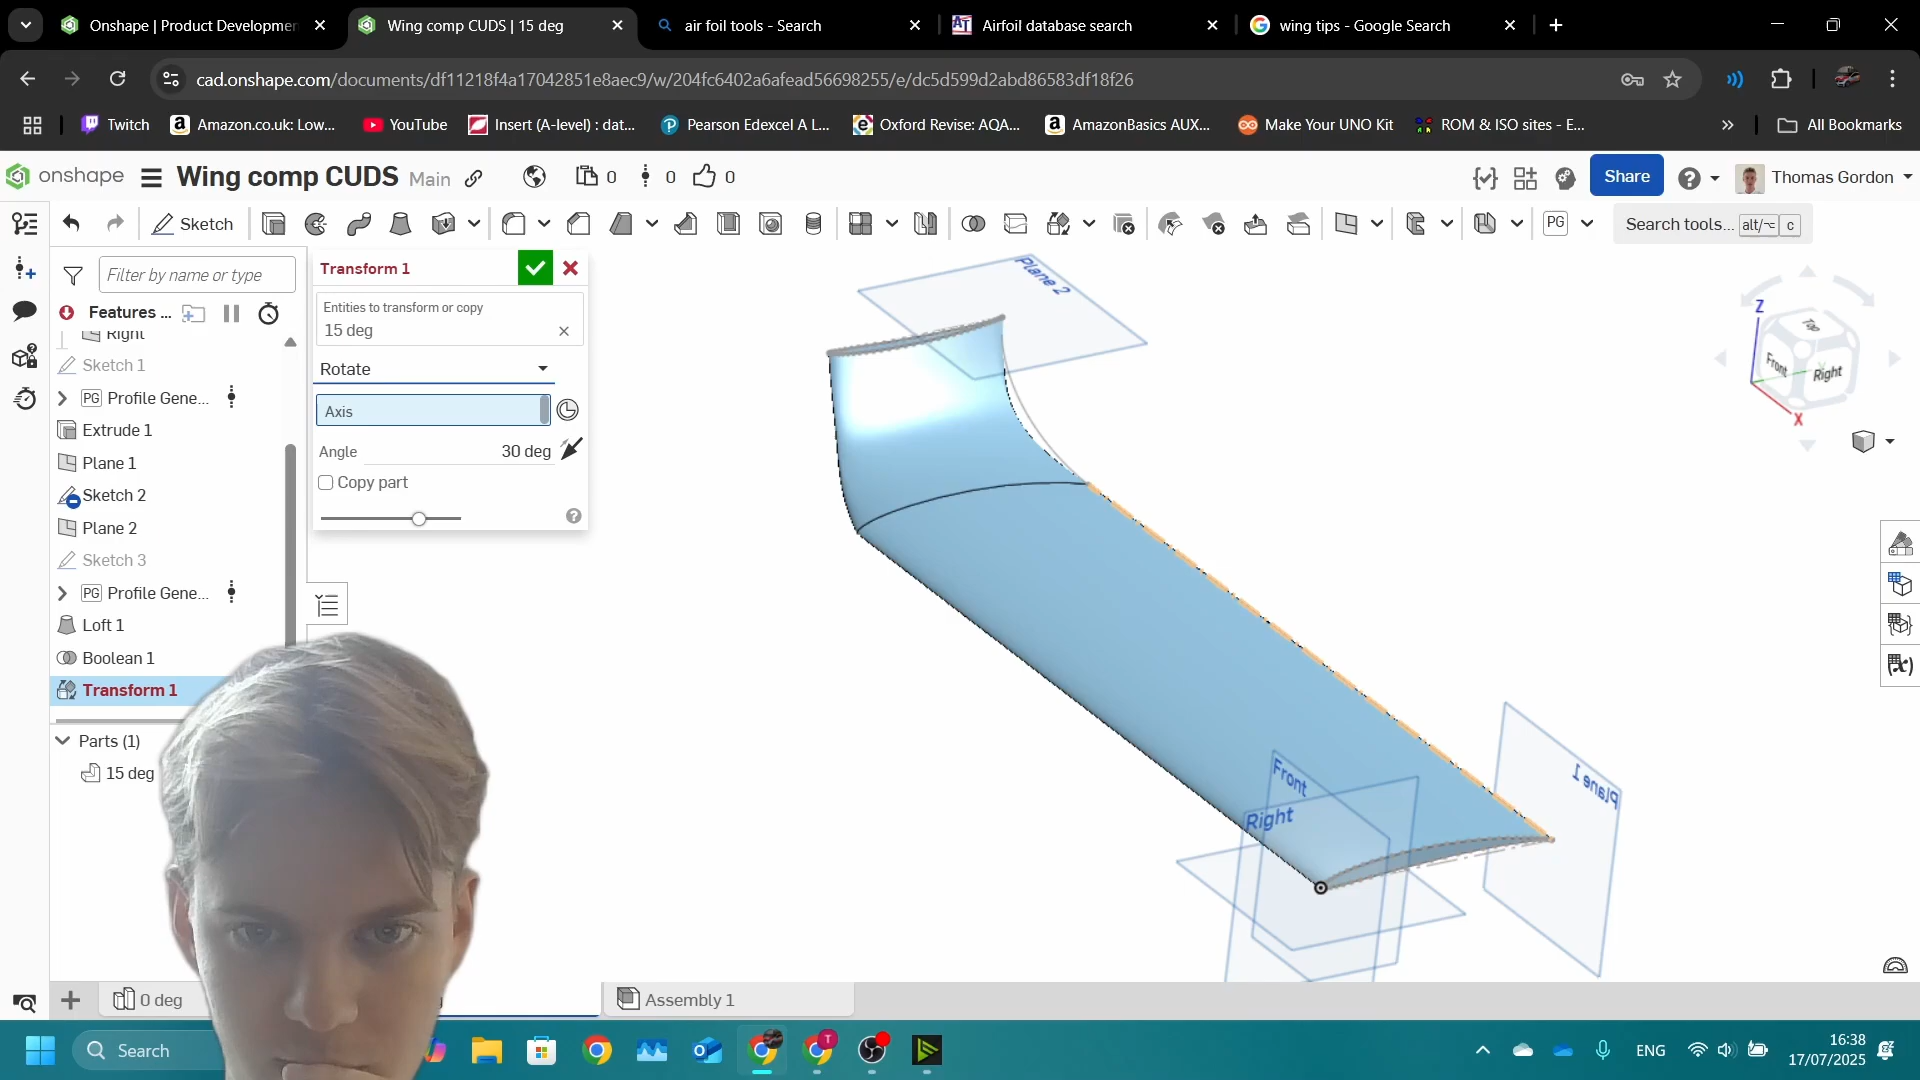 Onshape | Product Developmen
Wing comp CUDS | 15 deg
air foil tools - Search
Airfoil database search
wing tips - Google Search
cad.onshape.com/documents/df11218f4a17042851e8aec9/w/204fc6402a6afead56698255/e/dc5d599d2abd86583df18f26
Twitch
Amazon.co.uk: Low...
YouTube
Insert (A-level) : dat...
Pearson Edexcel A L...
Oxford Revise: AQA...
AmazonBasics AUX...
Make Your UNO Kit
ROM & ISO sites - E...
All Bookmarks
onshape
Wing comp CUDS Main
0
0
0
Share
Thomas Gordon
Sketch
PG
Search tools... alt/⌥ c
Filter by name or type
Features ...
Right
Sketch 1
PG Profile Gene...
Extrude 1
Plane 1
Sketch 2
Plane 2
Sketch 3
PG Profile Gene...
Loft 1
Boolean 1
Transform 1
Parts (1)
15 deg
Transform 1
Entities to transform or copy
15 deg
Rotate
Axis
Angle 30 deg
Copy part
Plane 2
Front
Right
Plane 1
Z
Top
Front
Right
X
(x)
0 deg
Assembly 1
Search
ENG
16:38
17/07/2025